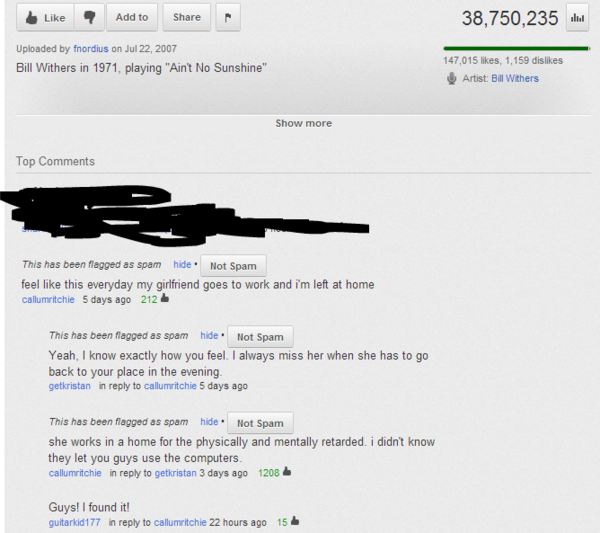 Like Add to Share 38,750,235
Uploaded by fnordius on Jul 22, 2007
147,015 likes, 1,159 dislikes
Bill Withers in 1971, playing "Ain't No Sunshine"
Artist: Bill Withers
Show more
Top Comments
This has been flagged as spam hide • Not Spam
feel like this everyday my girlfriend goes to work and i'm left at home
callumritchie 5 days ago 212
This has been flagged as spam hide • Not Spam
Yeah, I know exactly how you feel. I always miss her when she has to go
back to your place in the evening.
getkristan in reply to callumritchie 5 days ago
This has been flagged as spam hide • Not Spam
she works in a home for the physically and mentally retarded. i didn't know
they let you guys use the computers.
callumritchie in reply to getkristan 3 days ago 1208
Guys! I found it!
guitarkid177 in reply to callumritchie 22 hours ago 15